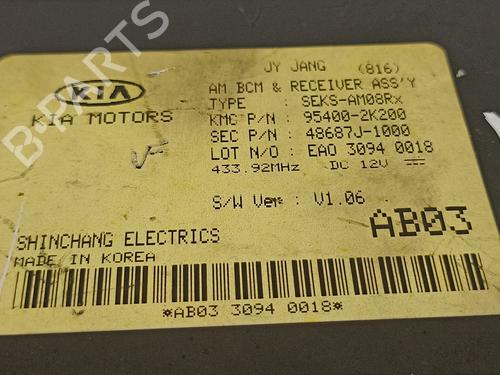 JY JANG (816)
KIA
KIA MOTORS
AM BCM & RECEIVER ASS'Y
TYPE : SEKS-AM08Rx
KMC P/N : 95400-2K200
SEC P/N : 48687J-1000
LOT N/O : EAO 3094 0018
433.92MHz DC 12V
S/W Ver : V1.06
AB03
SHINCHANG ELECTRICS
MADE IN KOREA
*AB03 3094 0018*
B-PARTS